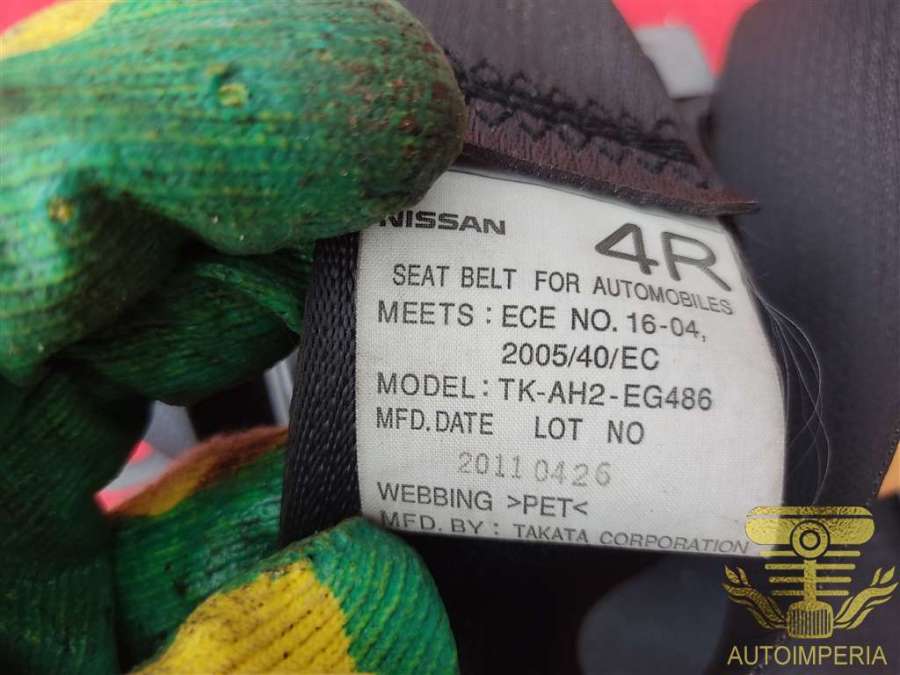 NISSAN
4R
SEAT BELT FOR AUTOMOBILES
MEETS : ECE NO. 16-04,
2005/40/EC
MODEL : TK-AH2-EG486
MFD. DATE LOT NO
20110426
WEBBING >PET<
MFD. BY : TAKATA CORPORATION
AUTOIMPERIA